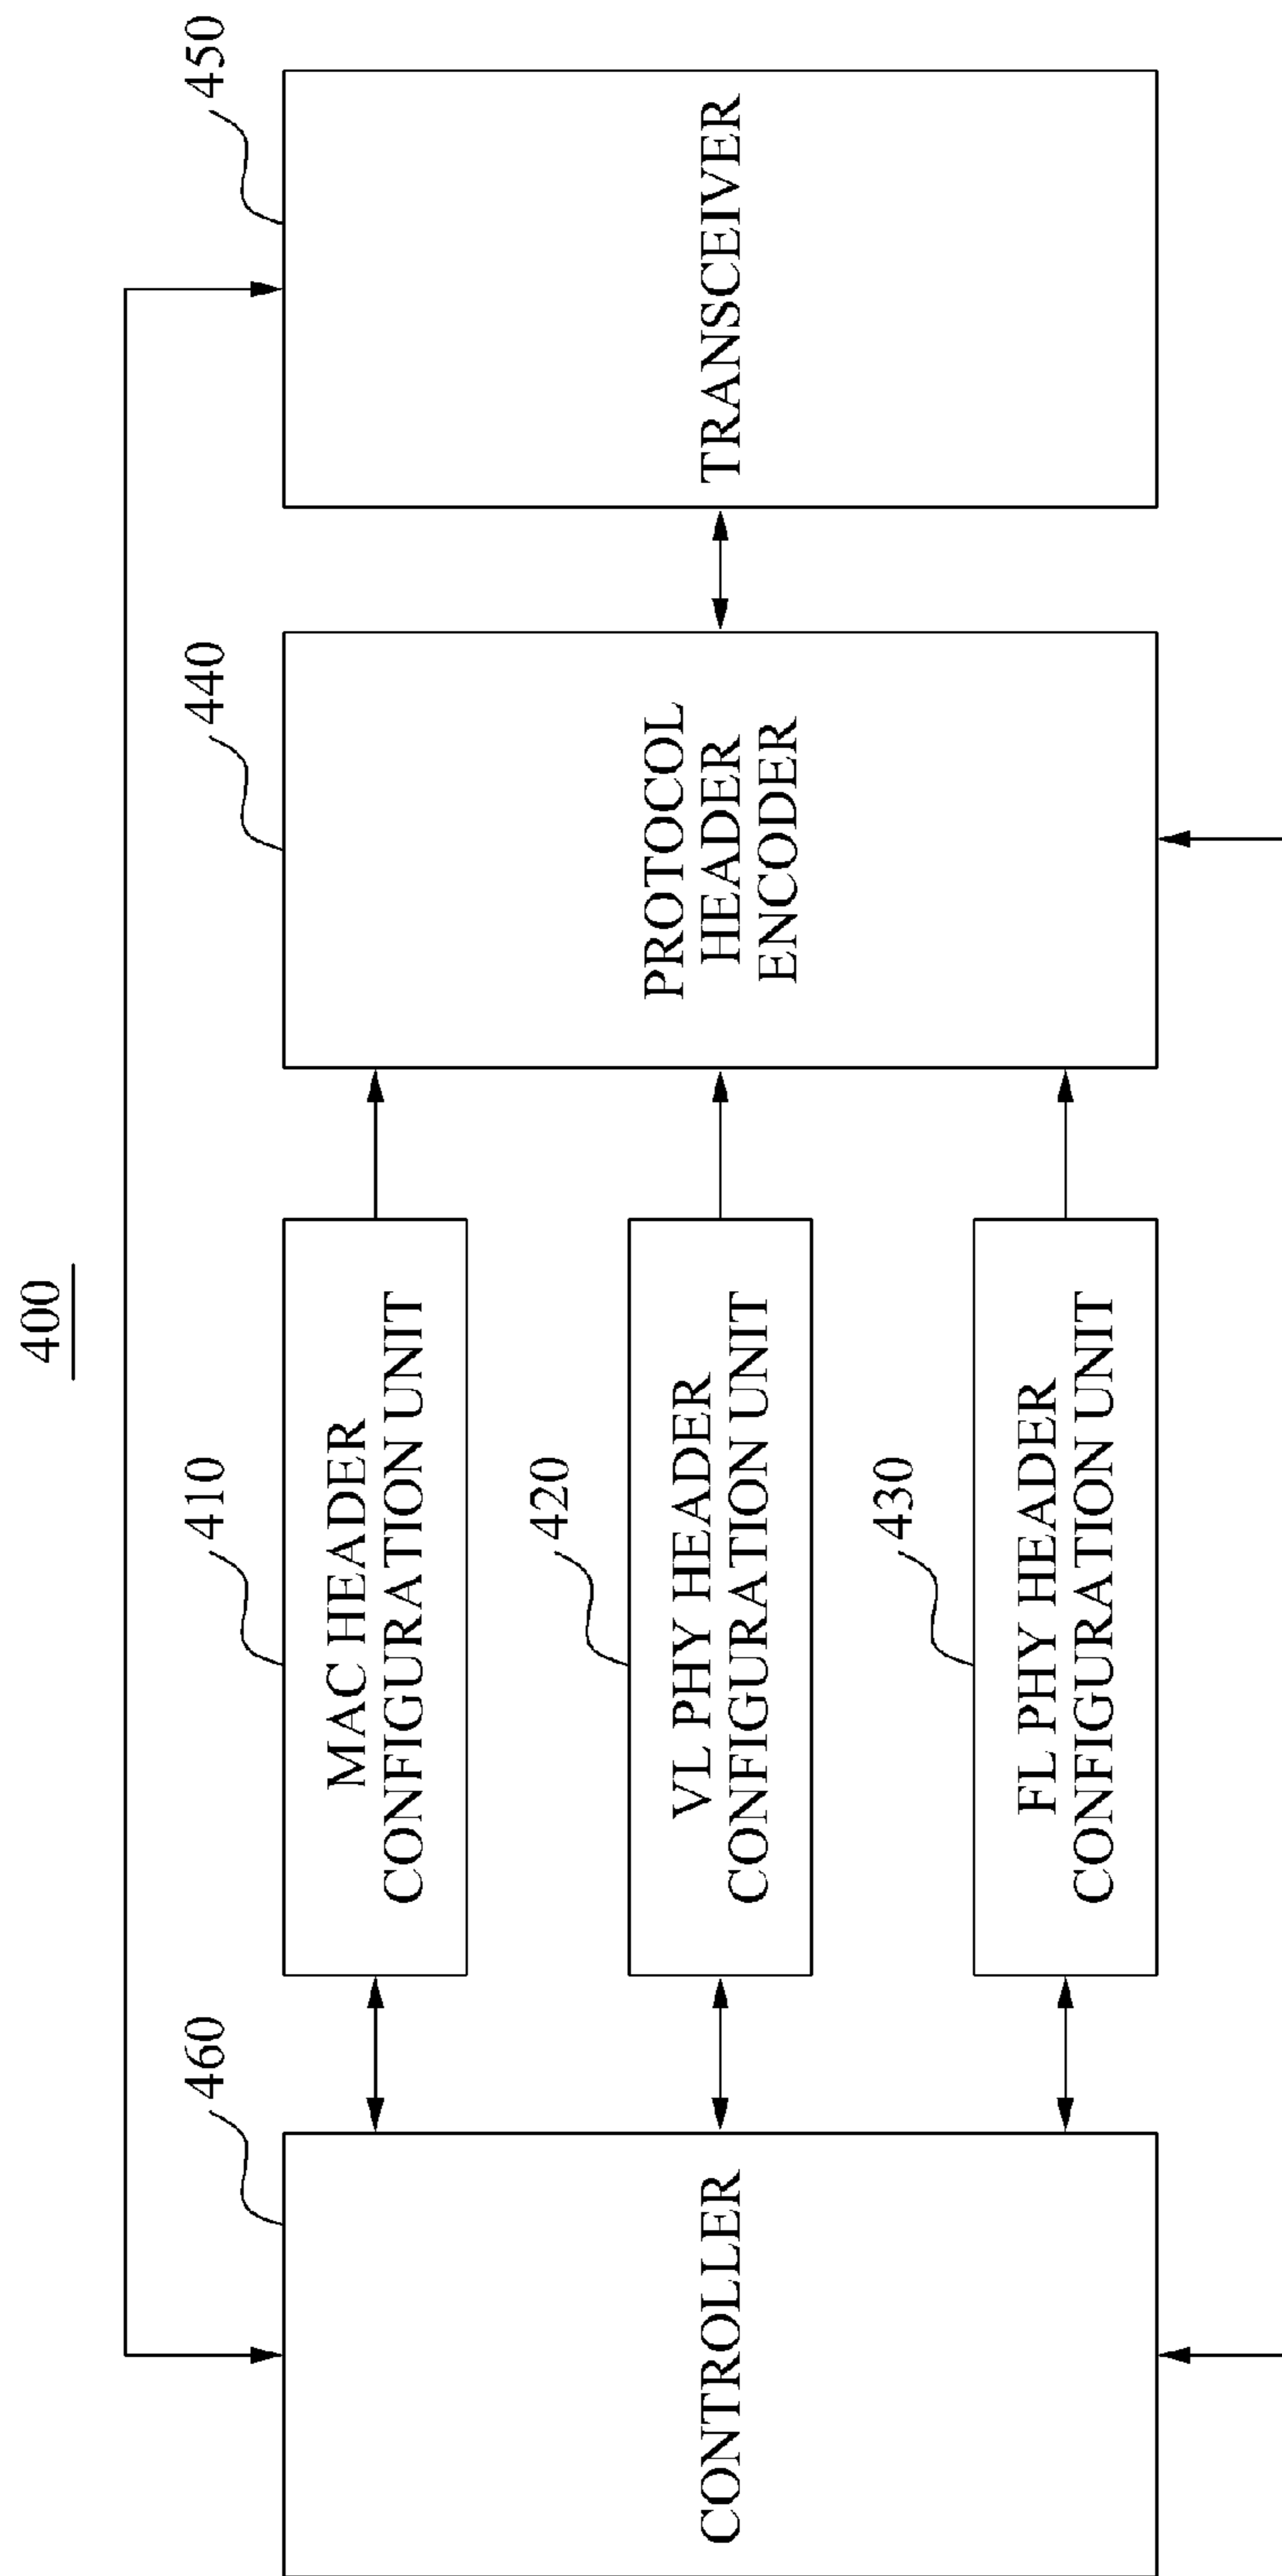 400
460
CONTROLLER
410
MAC HEADER
CONFIGURATION UNIT
420
VL PHY HEADER
CONFIGURATION UNIT
430
FL PHY HEADER
CONFIGURATION UNIT
440
PROTOCOL
HEADER
ENCODER
450
TRANSCEIVER